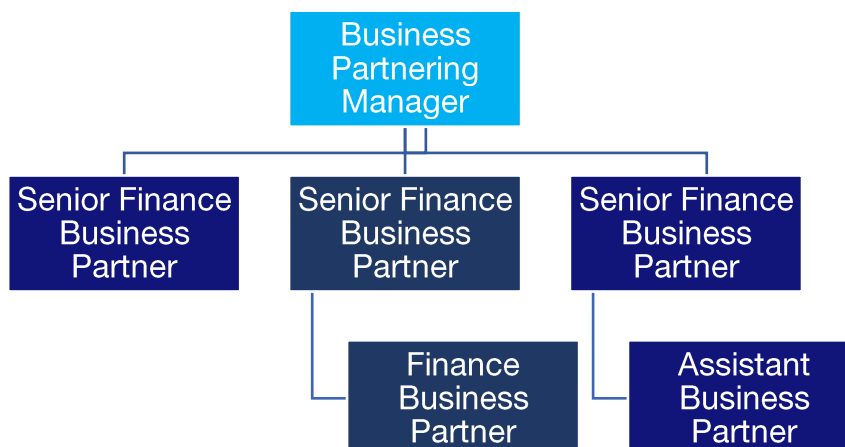 Business
Partnering
Manager
Senior Finance
Business
Partner
Senior Finance
Business
Partner
Senior Finance
Business
Partner
Finance
Business
Partner
Assistant
Business
Partner